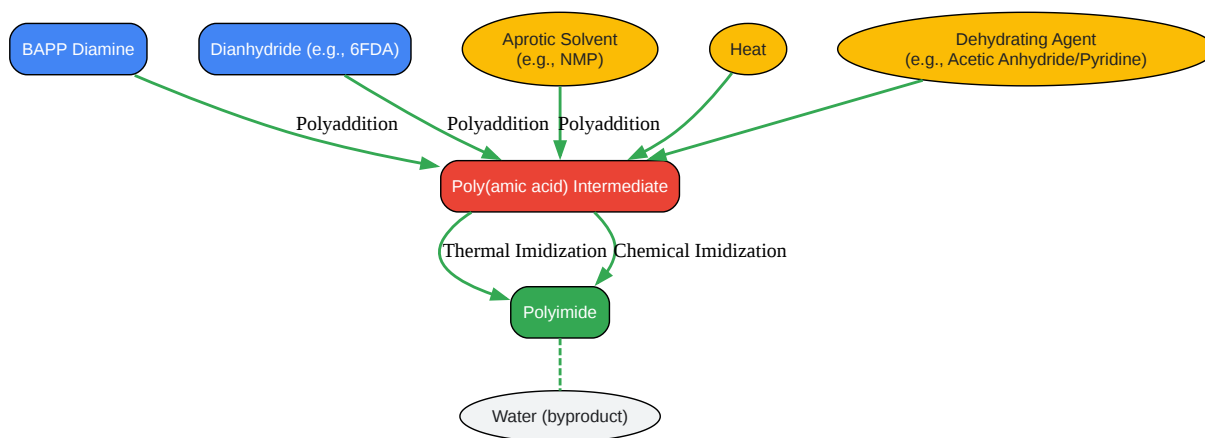 BAPP Diamine
Dianhydride (e.g., 6FDA)
Aprotic Solvent
(e.g., NMP)
Heat
Dehydrating Agent
(e.g., Acetic Anhydride/Pyridine)
Polyaddition
Polyaddition
Polyaddition
Poly(amic acid) Intermediate
Thermal Imidization
Chemical Imidization
Polyimide
Water (byproduct)